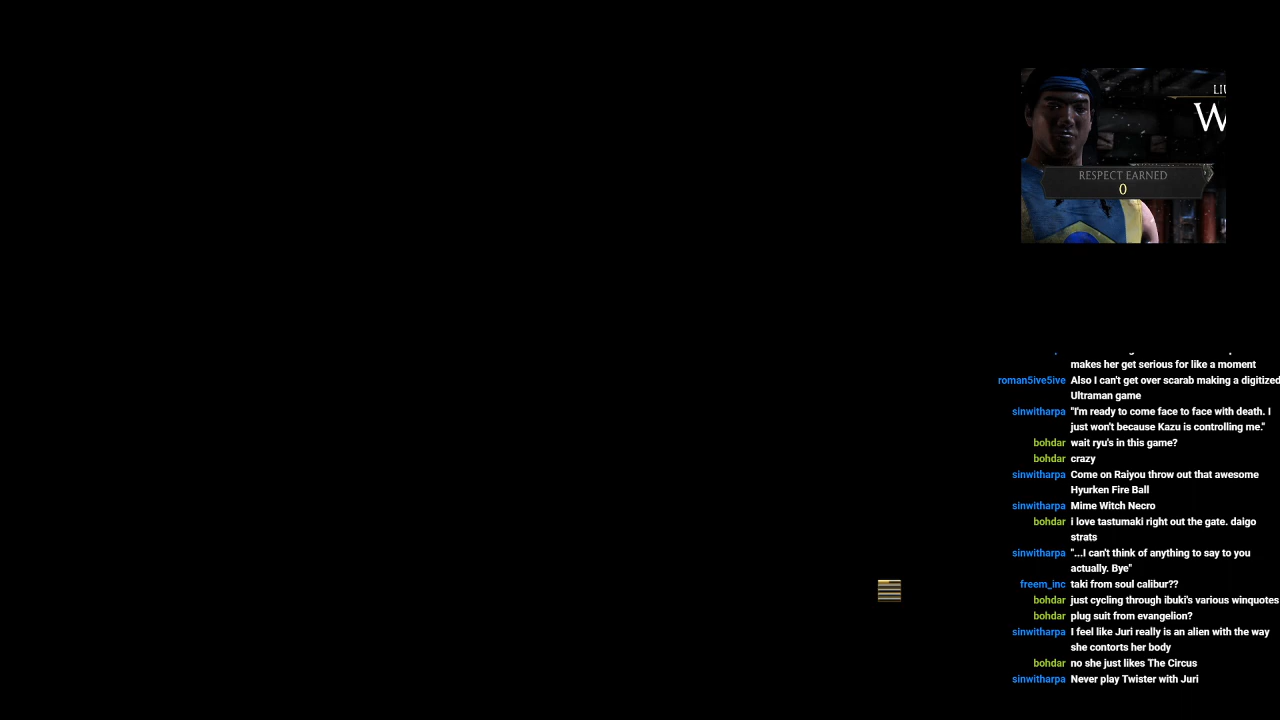 LIV
W
RESPECT EARNED
0
makes her get serious for like a moment
roman5ive5ive Also I can't get over scarab making a digitized
Ultraman game
sinwitharpa "I'm ready to come face to face with death. I
just won't because Kazu is controlling me."
bohdar wait ryu's in this game?
bohdar crazy
sinwitharpa Come on Raiyou throw out that awesome
Hyurken Fire Ball
sinwitharpa Mime Witch Necro
bohdar i love tastumaki right out the gate. daigo
strats
sinwitharpa "...I can't think of anything to say to you
actually. Bye"
freem_inc taki from soul calibur??
bohdar just cycling through ibuki's various winquotes
bohdar plug suit from evangelion?
sinwitharpa I feel like Juri really is an alien with the way
she contorts her body
bohdar no she just likes The Circus
sinwitharpa Never play Twister with Juri